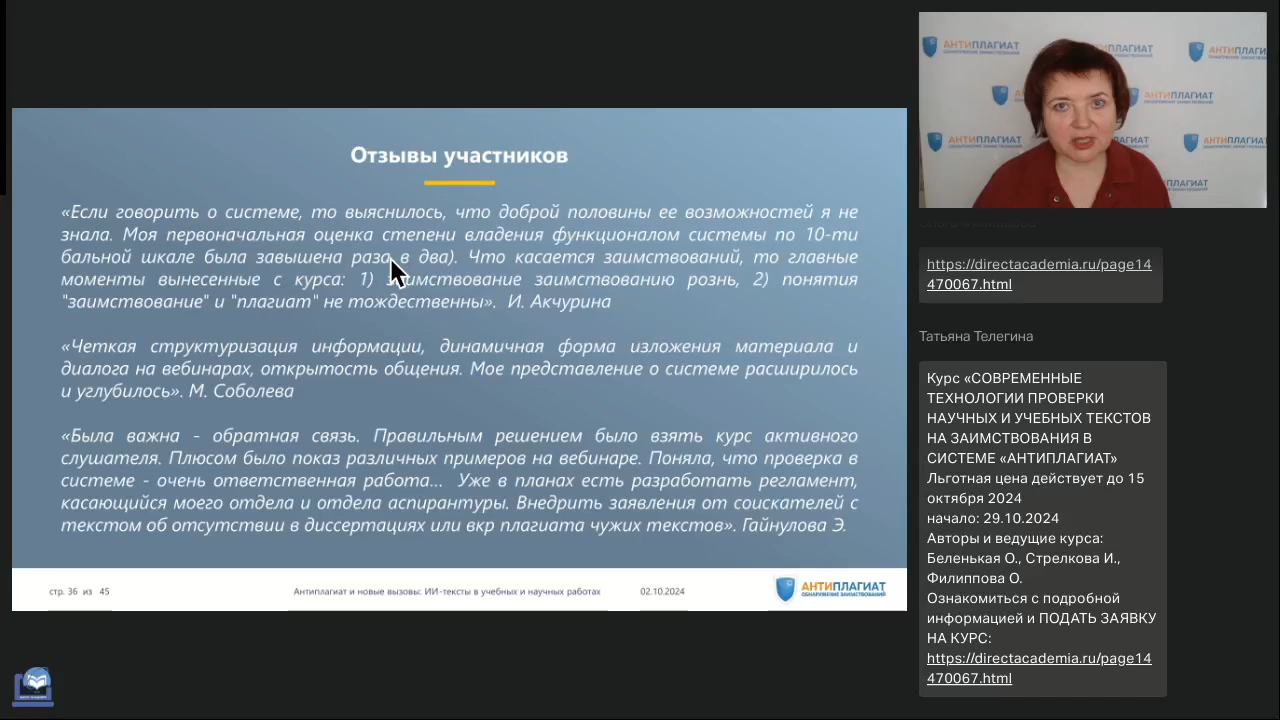 Отзывы участников
«Если говорить о системе, то выяснилось, что доброй половины ее возможностей я не
знала. Моя первоначальная оценка степени владения функционалом системы по 10-ти
бальной шкале была завышена раза в два). Что касается заимствований, то главные
моменты вынесенные с курса: 1) заимствование заимствованию рознь, 2) понятия
"заимствование" и "плагиат" не тождественны». И. Акчурина
«Четкая структуризация информации, динамичная форма изложения материала и
диалога на вебинарах, открытость общения. Мое представление о системе расширилось
и углубилось». М. Соболева
«Была важна - обратная связь. Правильным решением было взять курс активного
слушателя. Плюсом было показ различных примеров на вебинаре. Поняла, что проверка в
системе - очень ответственная работа... Уже в планах есть разработать регламент,
касающийся моего отдела и отдела аспирантуры. Внедрить заявления от соискателей с
текстом об отсутствии в диссертациях или вкр плагиата чужих текстов». Гайнулова Э.
стр. 36 из 45
Антиплагиат и новые вызовы: ИИ-тексты в учебных и научных работах
02.10.2024
АНТИПЛАГИАТ
ОБНАРУЖЕНИЕ ЗАИМСТВОВАНИЙ
АНТИПЛАГИАТ
АНТИПЛАГИАТ
https://directacademia.ru/page14
470067.html
Татьяна Телегина
Курс «СОВРЕМЕННЫЕ
ТЕХНОЛОГИИ ПРОВЕРКИ
НАУЧНЫХ И УЧЕБНЫХ ТЕКСТОВ
НА ЗАИМСТВОВАНИЯ В
СИСТЕМЕ «АНТИПЛАГИАТ»
Льготная цена действует до 15
октября 2024
начало: 29.10.2024
Авторы и ведущие курса:
Беленькая О., Стрелкова И.,
Филиппова О.
Ознакомиться с подробной
информацией и ПОДАТЬ ЗАЯВКУ
НА КУРС:
https://directacademia.ru/page14
470067.html